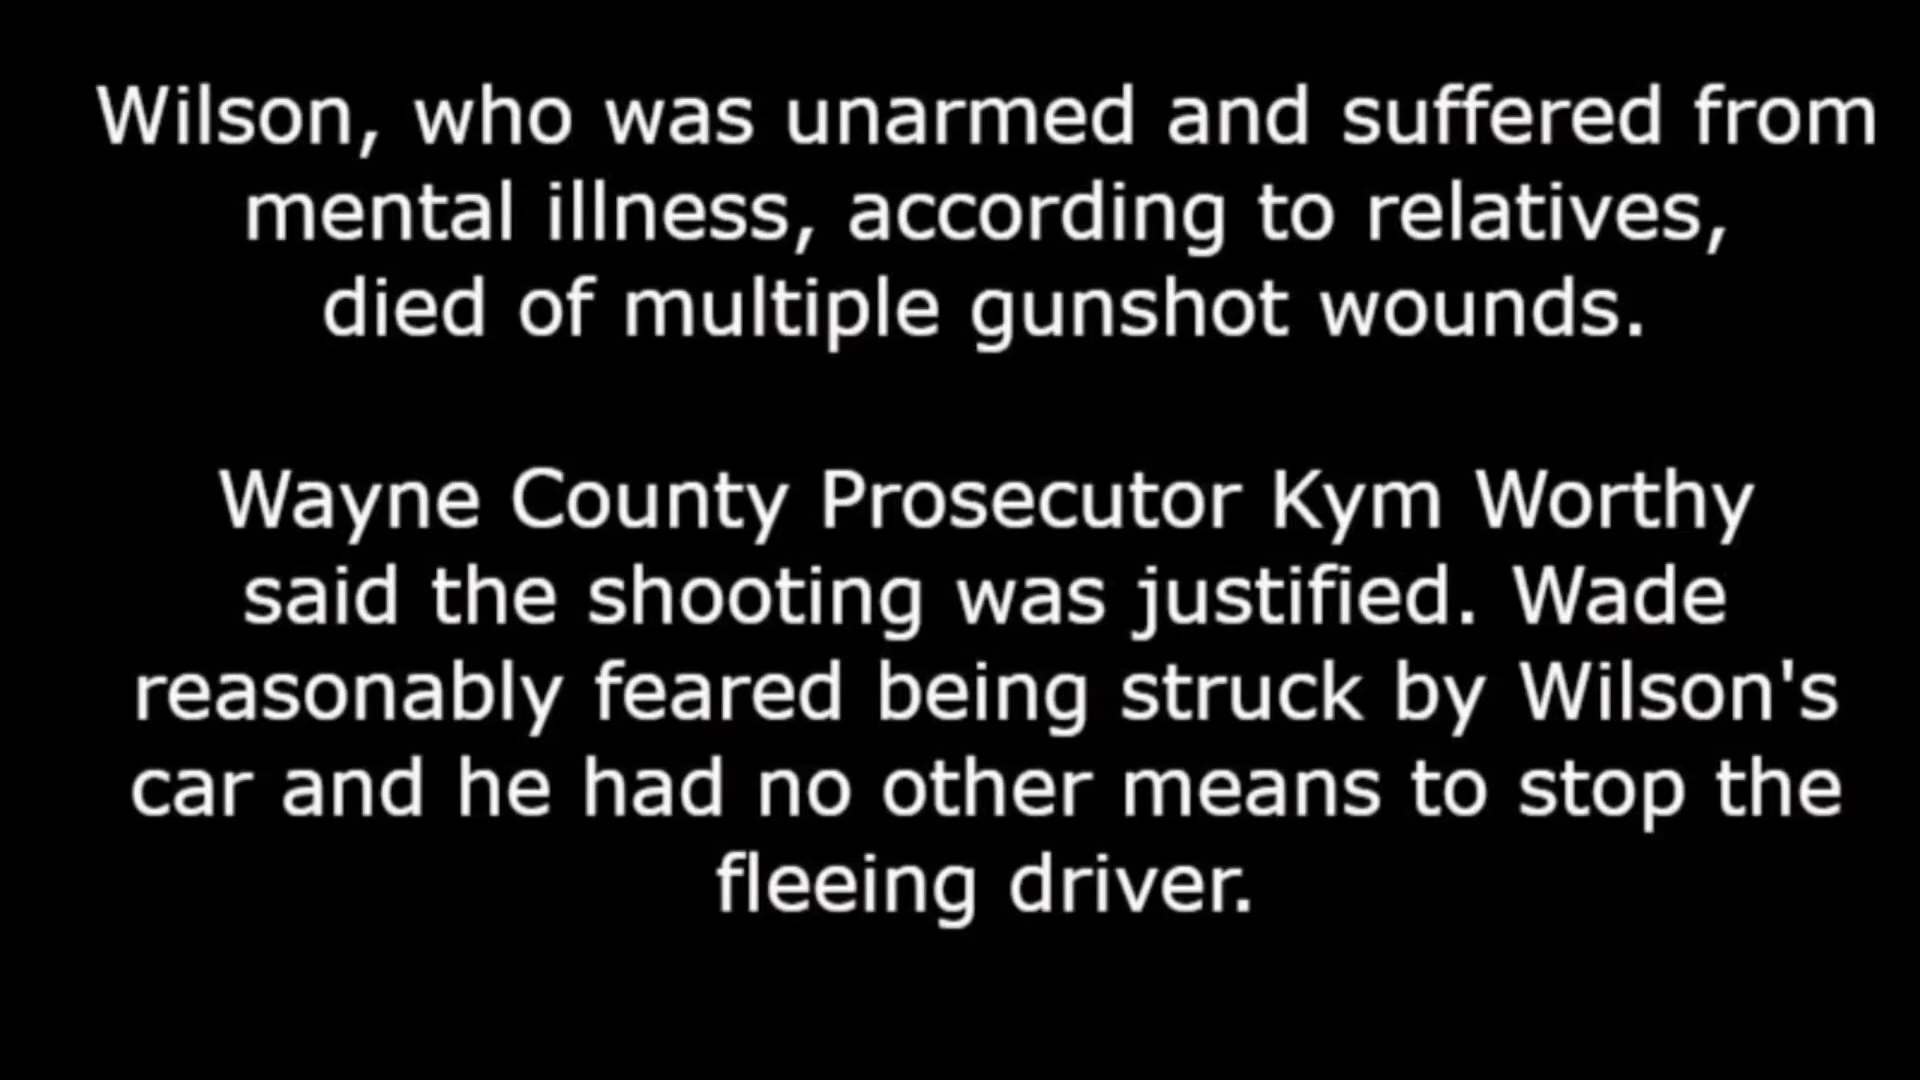 Wilson, who was unarmed and suffered from
mental illness, according to relatives,
died of multiple gunshot wounds.
Wayne County Prosecutor Kym Worthy
said the shooting was justified. Wade
reasonably feared being struck by Wilson's
car and he had no other means to stop the
fleeing driver.